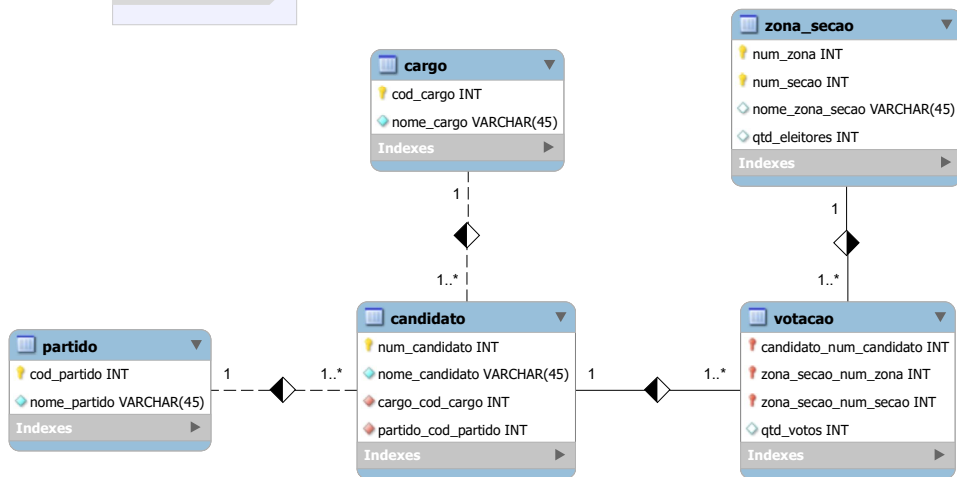 zona_secao
num_zona INT
num_secao INT
nome_zona_secao VARCHAR(45)
qtd_eleitores INT
Indexes
cargo
cod_cargo INT
nome_cargo VARCHAR(45)
Indexes
1
1..*
1
1..*
partido
cod_partido INT
nome_partido VARCHAR(45)
Indexes
1
1..*
candidato
num_candidato INT
nome_candidato VARCHAR(45)
cargo_cod_cargo INT
partido_cod_partido INT
Indexes
1
1..*
votacao
candidato_num_candidato INT
zona_secao_num_zona INT
zona_secao_num_secao INT
qtd_votos INT
Indexes